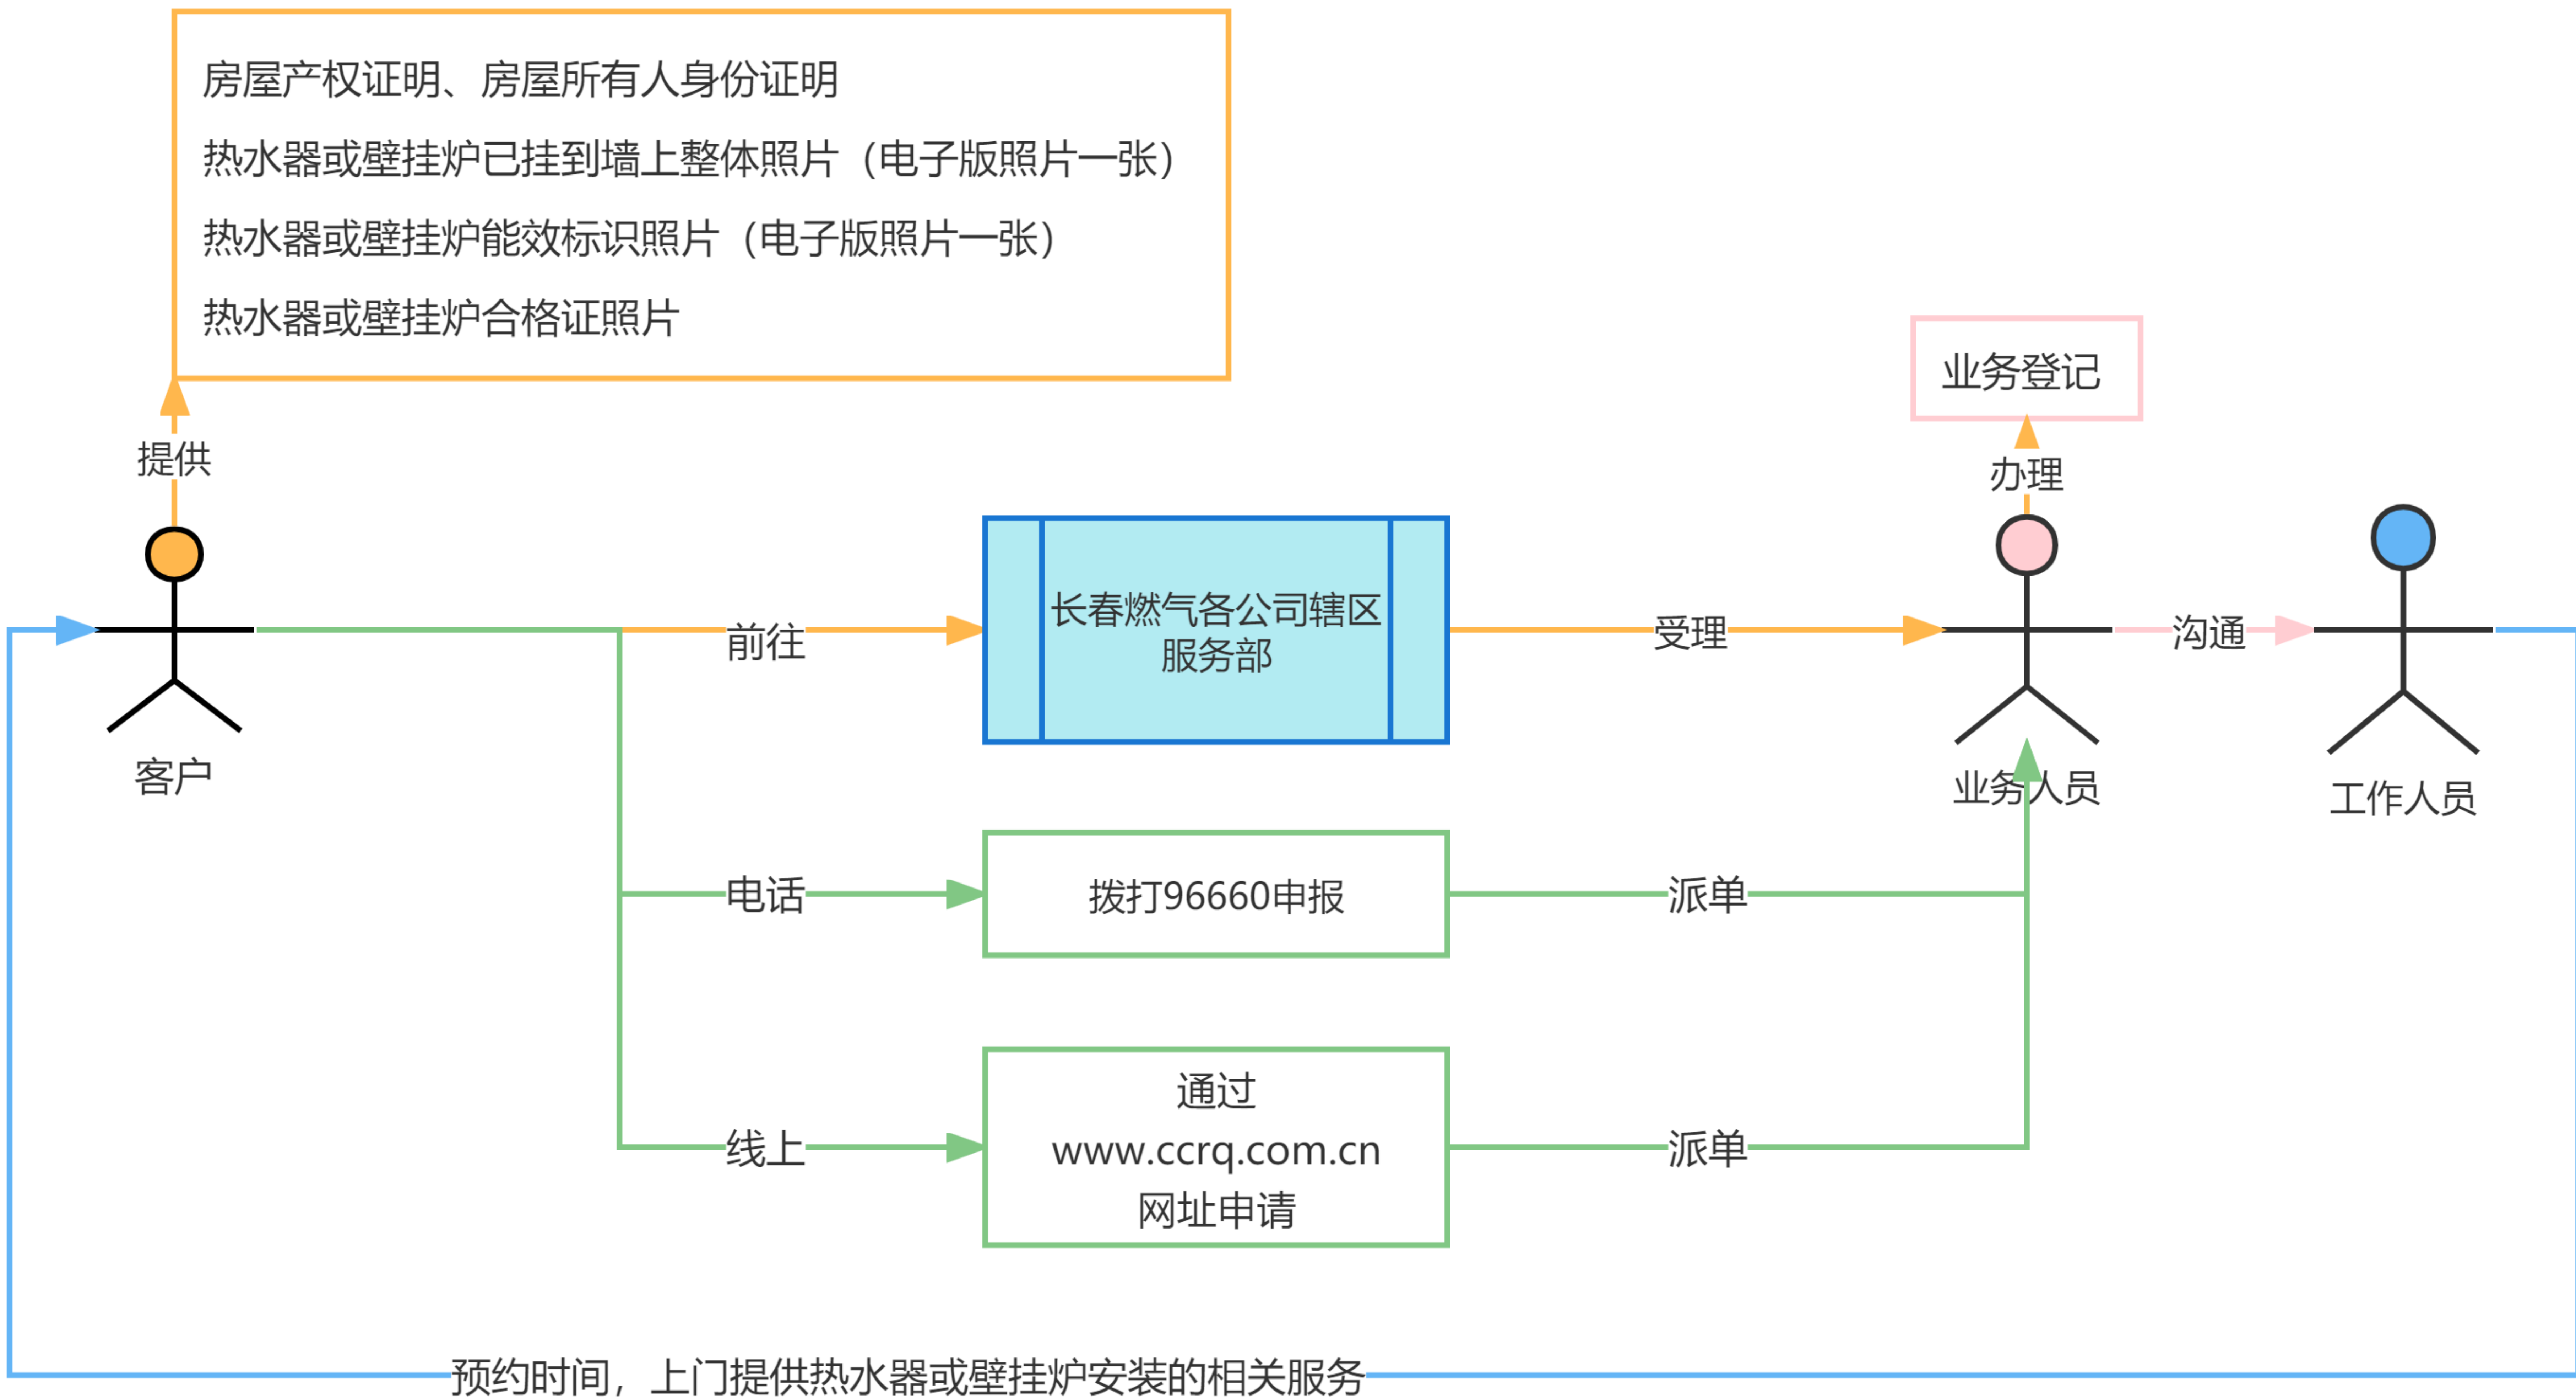 房屋产权证明、房屋所有人身份证明
热水器或壁挂炉已挂到墙上整体照片（电子版照片一张）
热水器或壁挂炉能效标识照片（电子版照片一张）
热水器或壁挂炉合格证照片
业务登记
提供
办理
长春燃气各公司辖区
服务部
前往
受理
沟通
客户
业务人员
工作人员
电话
拨打96660申报
派单
通过
www.ccrq.com.cn
网址申请
线上
派单
预约时间，上门提供热水器或壁挂炉安装的相关服务